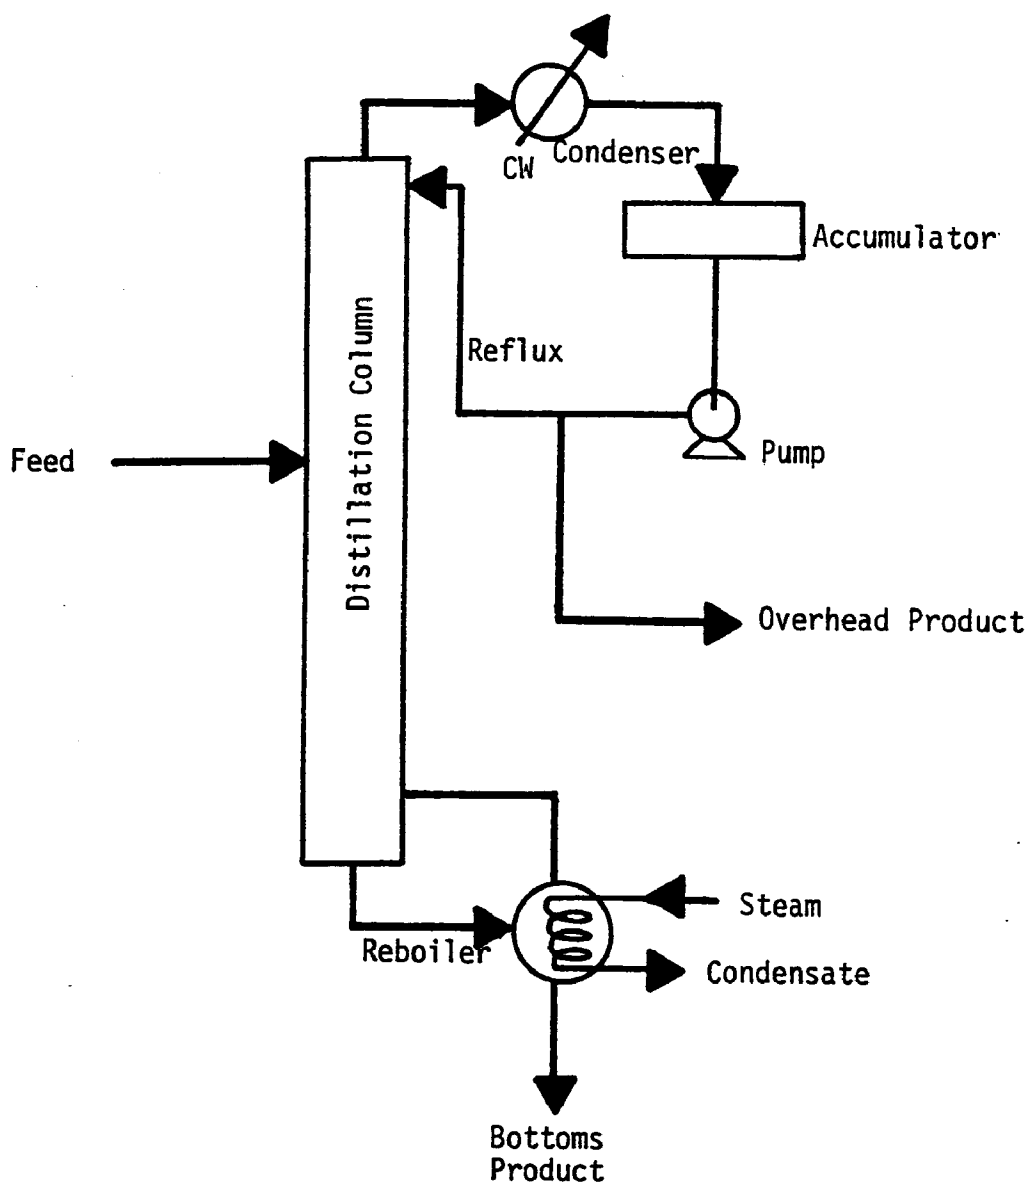 CW
Condenser
Accumulator
Reflux
Distillation Column
Feed
Pump
Overhead Product
Steam
Reboiler
Condensate
Bottoms
Product